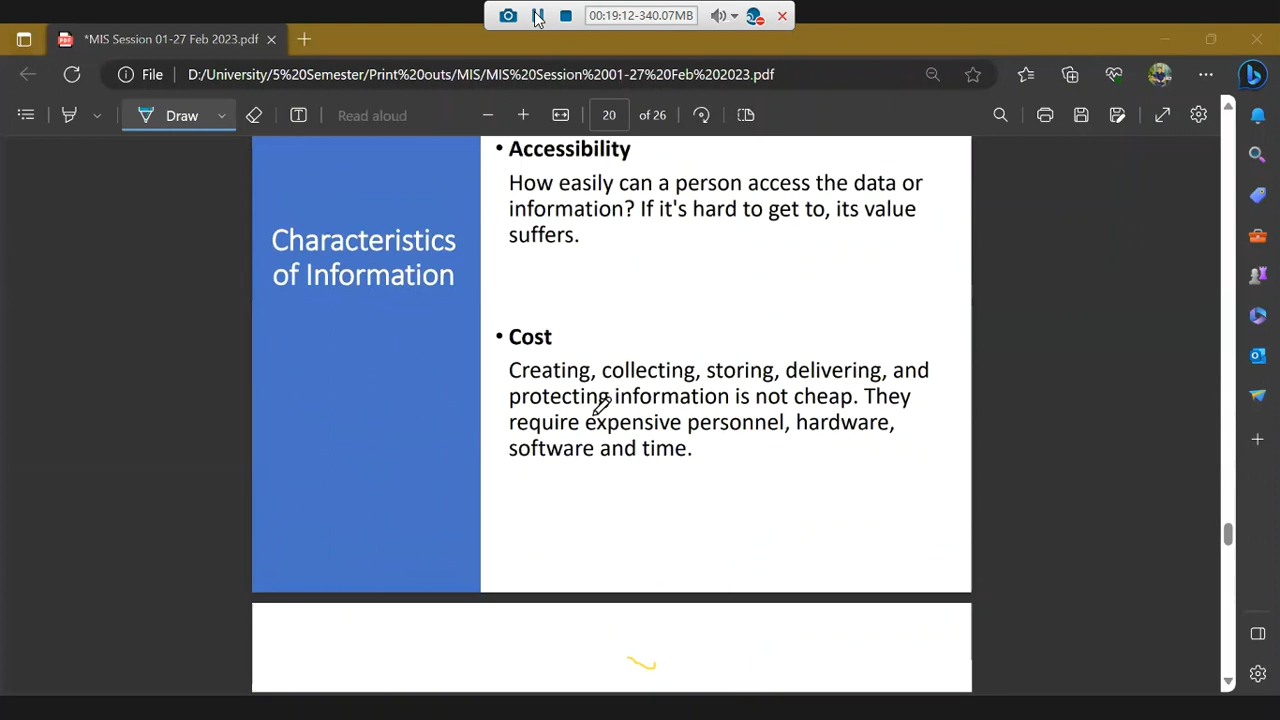 00:19:12-340.07MB
*MIS Session 01-27 Feb 2023.pdf
File
D:/University/5%20Semester/Print%20outs/MIS/MIS%20Session%2001-27%20Feb%202023.pdf
Draw
Read aloud
20
of 26
Characteristics
of Information
• Accessibility
How easily can a person access the data or
information? If it's hard to get to, its value
suffers.
• Cost
Creating, collecting, storing, delivering, and
protecting information is not cheap. They
require expensive personnel, hardware,
software and time.